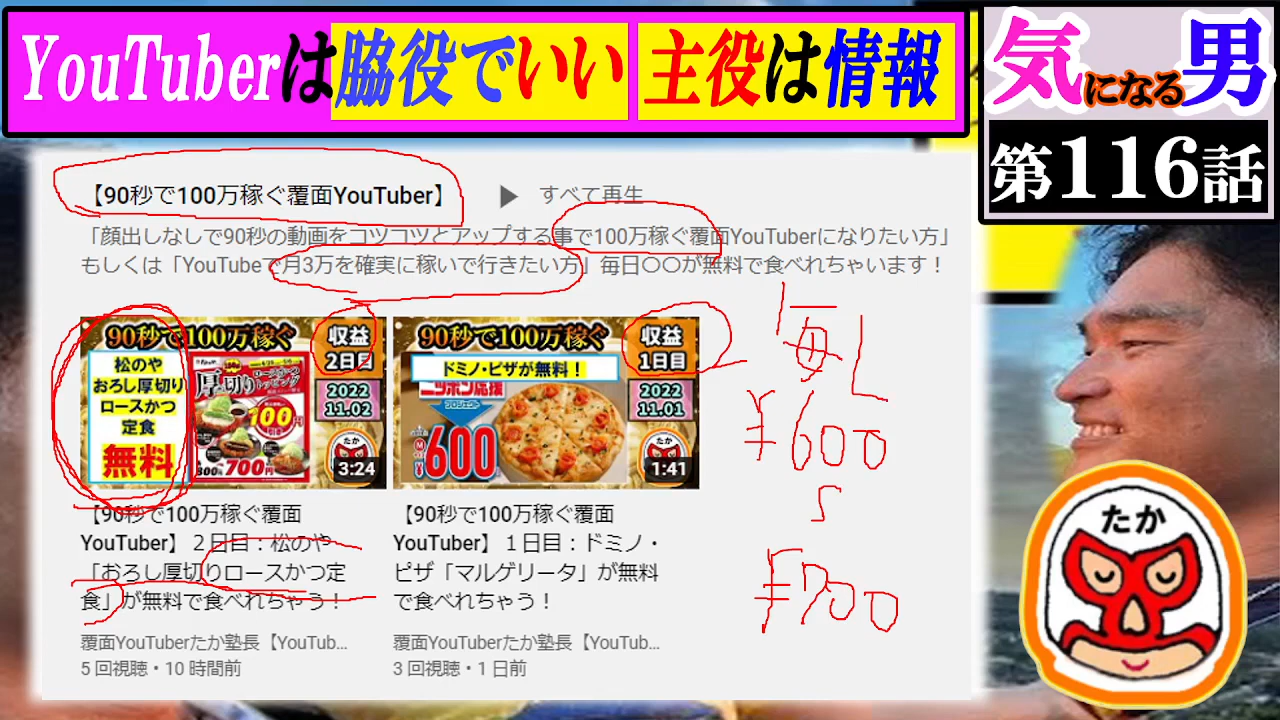 YouTuberは脇役でいい 主役は情報
気になる男
第116話
【90秒で100万稼ぐ覆面YouTuber】 すべて再生
「顔出しなしで90秒の動画をコツコツとアップする事で100万稼ぐ覆面YouTuberになりたい方」
もしくは「YouTubeで月3万を確実に稼いで行きたい方」毎日〇〇が無料で食べれちゃいます！
90秒で100万稼ぐ
収益
2日目
松のや
おろし厚切り
ロースかつ
定食
無料
厚切り
100円
700円
2022
11.02
たか
3:24
90秒で100万稼ぐ
収益
1日目
ドミノ・ピザが無料！
ニッポン応援
プロジェクト
M
¥600
2022
11.01
たか
1:41
毎
¥600
¥700
【90秒で100万稼ぐ覆面
YouTuber】２日目：松のや
「おろし厚切りロースかつ定
食」が無料で食べれちゃう！
覆面YouTuberたか塾長【YouTub...
5 回視聴・10 時間前
【90秒で100万稼ぐ覆面
YouTuber】１日目：ドミノ・
ピザ「マルゲリータ」が無料
で食べれちゃう！
覆面YouTuberたか塾長【YouTub...
3 回視聴・1 日前
たか